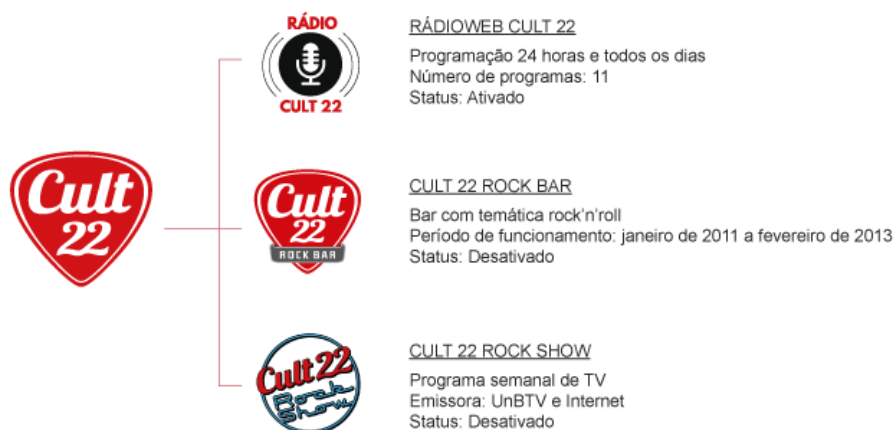 Cult
22
RÁDIO
CULT 22
RÁDIOWEB CULT 22
Programação 24 horas e todos os dias
Número de programas: 11
Status: Ativado
Cult
22
ROCK BAR
CULT 22 ROCK BAR
Bar com temática rock'n'roll
Período de funcionamento: janeiro de 2011 a fevereiro de 2013
Status: Desativado
Cult 22
Rock
Show
CULT 22 ROCK SHOW
Programa semanal de TV
Emissora: UnBTV e Internet
Status: Desativado